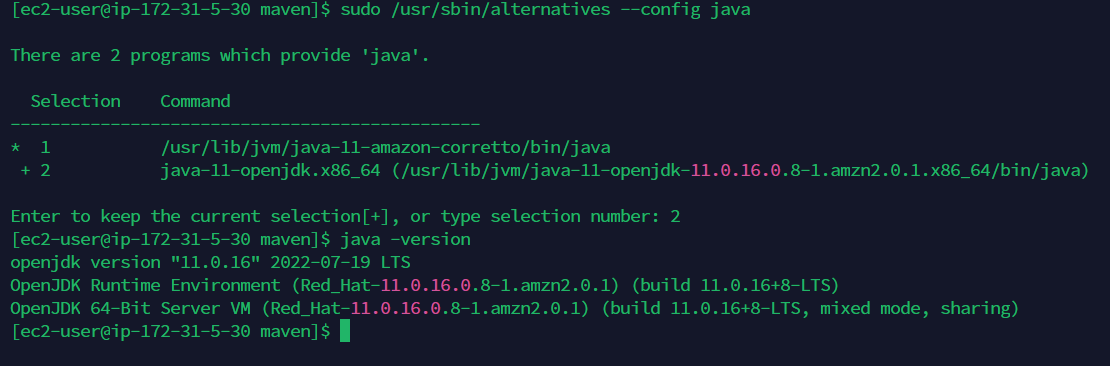 [ec2-user@ip-172-31-5-30 maven]$ sudo /usr/sbin/alternatives --config java
There are 2 programs which provide 'java'.
Selection    Command
-----------------------------------------------
*  1           /usr/lib/jvm/java-11-amazon-corretto/bin/java
 + 2           java-11-openjdk.x86_64 (/usr/lib/jvm/java-11-openjdk-11.0.16.0.8-1.amzn2.0.1.x86_64/bin/java)
Enter to keep the current selection[+], or type selection number: 2
[ec2-user@ip-172-31-5-30 maven]$ java -version
openjdk version "11.0.16" 2022-07-19 LTS
OpenJDK Runtime Environment (Red_Hat-11.0.16.0.8-1.amzn2.0.1) (build 11.0.16+8-LTS)
OpenJDK 64-Bit Server VM (Red_Hat-11.0.16.0.8-1.amzn2.0.1) (build 11.0.16+8-LTS, mixed mode, sharing)
[ec2-user@ip-172-31-5-30 maven]$